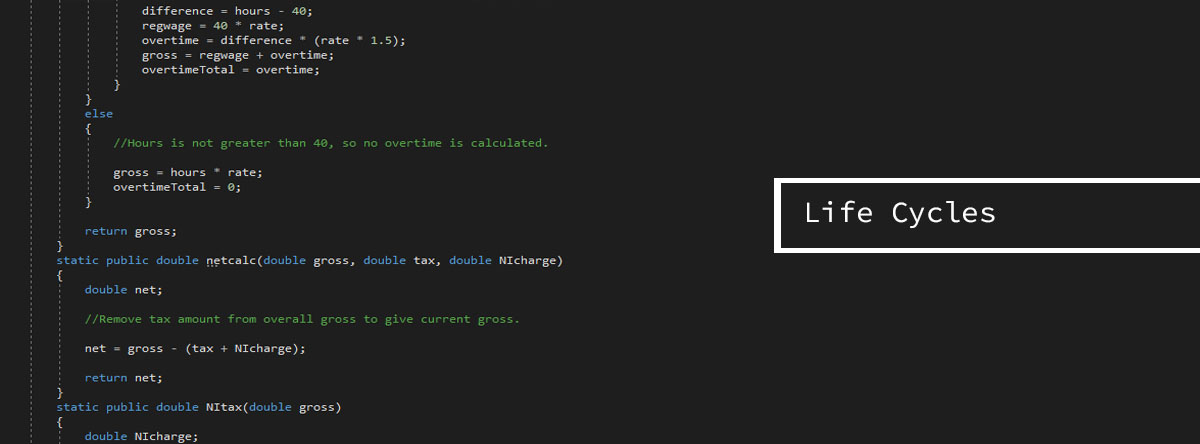 difference = hours - 40;
regwage = 40 * rate;
overtime = difference * (rate * 1.5);
gross = regwage + overtime;
overtimeTotal = overtime;
}
}
else
{
//Hours is not greater than 40, so no overtime is calculated.
gross = hours * rate;
overtimeTotal = 0;
}
return gross;
}
static public double netcalc(double gross, double tax, double NIcharge)
{
double net;
//Remove tax amount from overall gross to give current gross.
net = gross - (tax + NIcharge);
return net;
}
static public double NItax(double gross)
{
double NIcharge;
Life Cycles